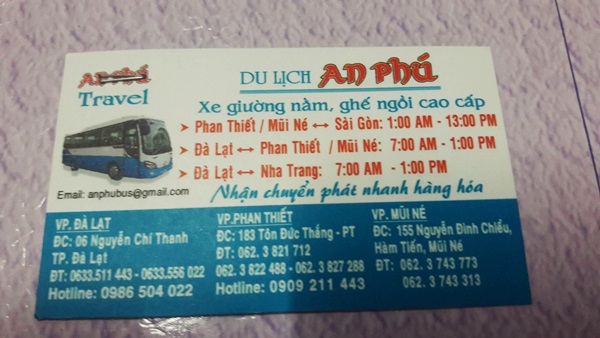 An Phú
Travel
DU LỊCH An Phú
Xe giường nằm, ghế ngồi cao cấp
➤ Phan Thiết / Mũi Né ↔ Sài Gòn: 1:00 AM - 13:00 PM
➤ Đà Lạt ↔ Phan Thiết / Mũi Né: 7:00 AM - 1:00 PM
➤ Đà Lạt ↔ Nha Trang: 7:00 AM - 1:00 PM
Email: anphubus@gmail.com
Nhận chuyển phát nhanh hàng hóa
VP. ĐÀ LẠT
ĐC: 06 Nguyễn Chí Thanh
TP. Đà Lạt
ĐT: 0633.511 443 - 0633.556 022
Hotline: 0986 504 022
VP.PHAN THIẾT
ĐC: 183 Tôn Đức Thắng - PT
ĐT: 062. 3 821 712
062. 3 822 488 - 062. 3 827 288
Hotline: 0909 211 443
VP. MŨI NÉ
ĐC: 155 Nguyễn Đình Chiểu,
Hàm Tiến, Mũi Né
ĐT: 062. 3 743 773
062. 3 743 313